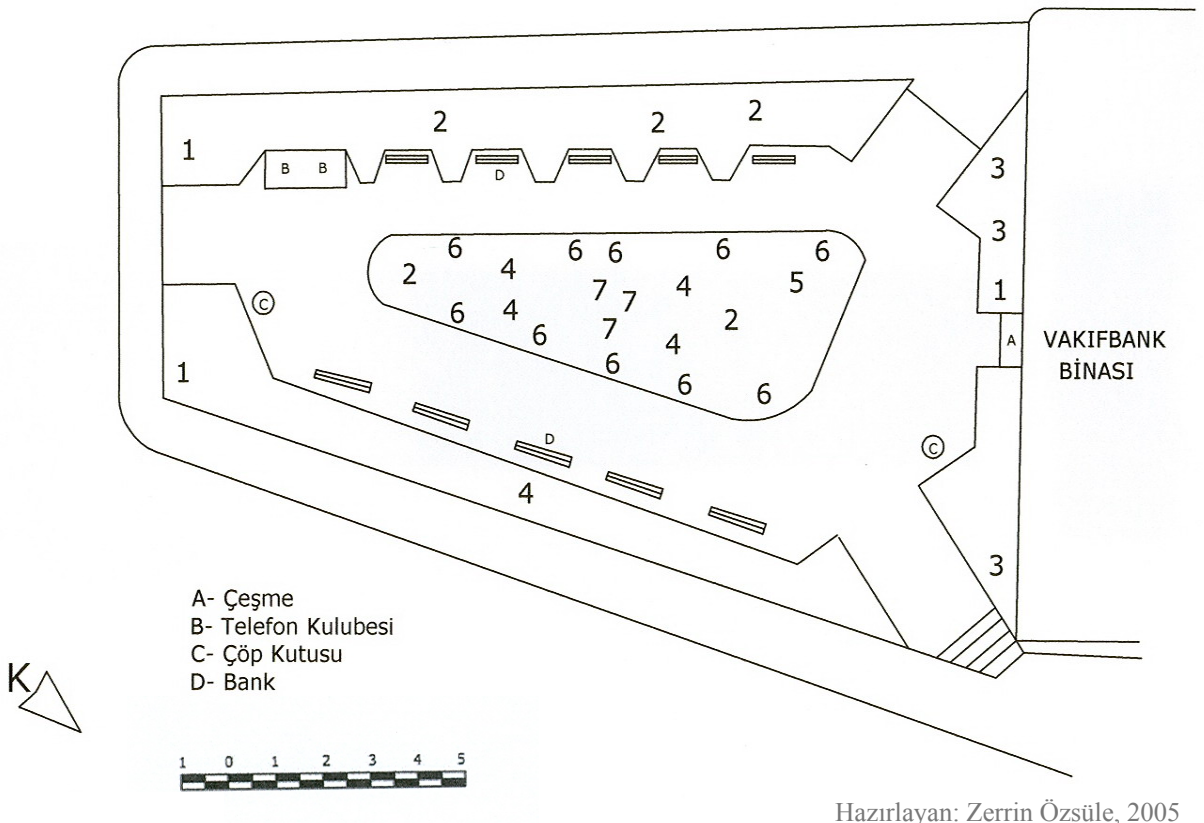 2
2
2
1
B B
D
3
3
1
6 6 6 6 6
2 4 4 5
7 7
6 4 7 2
6 4
6
6 6
C
A
VAKIFBANK
BİNASI
1
D
C
4
3
A- Çeşme
B- Telefon Kulubesi
C- Çöp Kutusu
D- Bank
K
1 0 1 2 3 4 5
Hazırlayan: Zerrin Özsüle, 2005